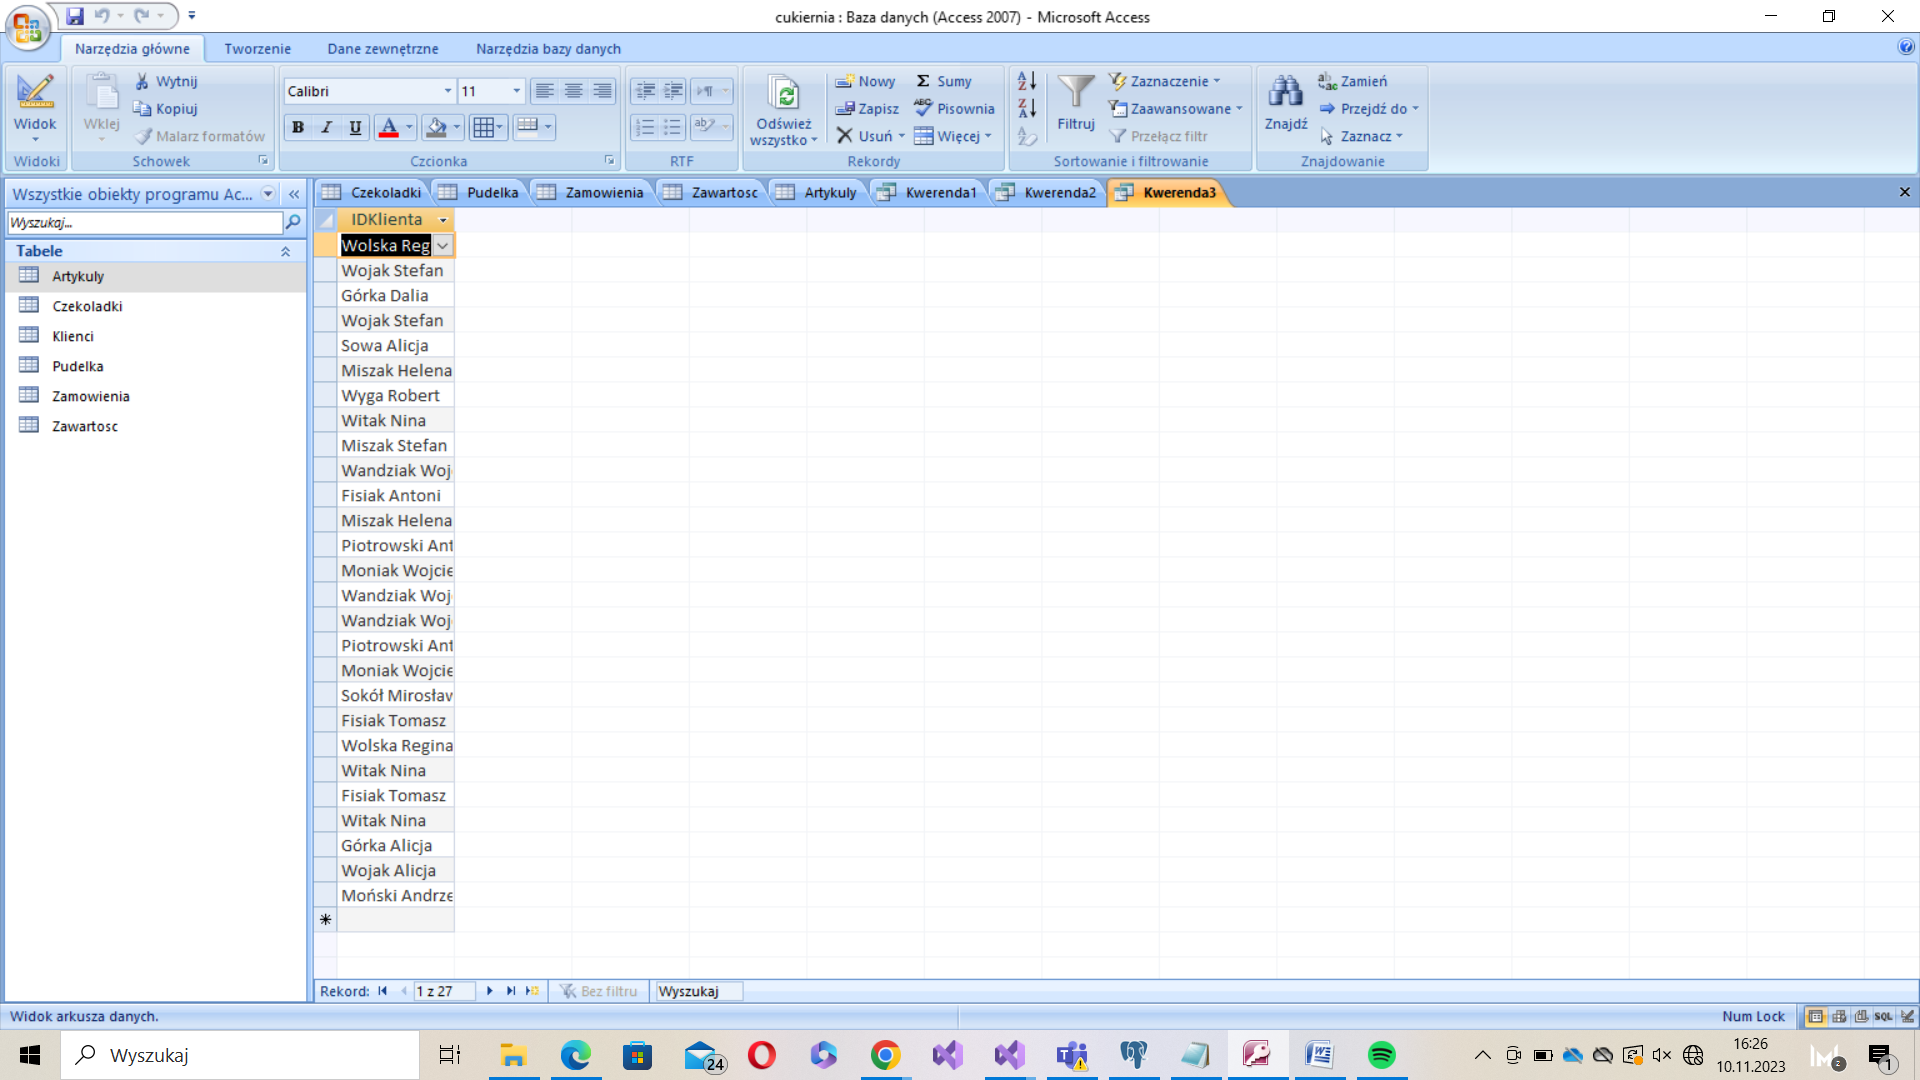 cukiernia : Baza danych (Access 2007) - Microsoft Access
Narzędzia główne Tworzenie Dane zewnętrzne Narzędzia bazy danych
Widok
Widoki
Wklej
Wytnij
Kopiuj
Malarz formatów
Schowek
Calibri 11
B I U A
Czcionka
RTF
Odśwież
wszystko
Nowy
Zapisz
Usuń
Sumy
Pisownia
Więcej
Rekordy
Filtruj
Zaznaczenie
Zaawansowane
Przełącz filtr
Sortowanie i filtrowanie
Znajdź
Zamień
Przejdź do
Zaznacz
Znajdowanie
Wszystkie obiekty programu Ac...
Wyszukaj...
Tabele
Artykuly
Czekoladki
Klienci
Pudelka
Zamowienia
Zawartosc
Czekoladki Pudelka Zamowienia Zawartosc Artykuly Kwerenda1 Kwerenda2 Kwerenda3
IDKlienta
Wolska Reg
Wojak Stefan
Górka Dalia
Wojak Stefan
Sowa Alicja
Miszak Helena
Wyga Robert
Witak Nina
Miszak Stefan
Wandziak Woj
Fisiak Antoni
Miszak Helena
Piotrowski Ant
Moniak Wojcie
Wandziak Woj
Wandziak Woj
Piotrowski Ant
Moniak Wojcie
Sokół Mirosław
Fisiak Tomasz
Wolska Regina
Witak Nina
Fisiak Tomasz
Witak Nina
Górka Alicja
Wojak Alicja
Moński Andrze
Rekord: 1 z 27 Bez filtru Wyszukaj
Widok arkusza danych. Num Lock SQL
Wyszukaj 24 16:26
10.11.2023 2 1